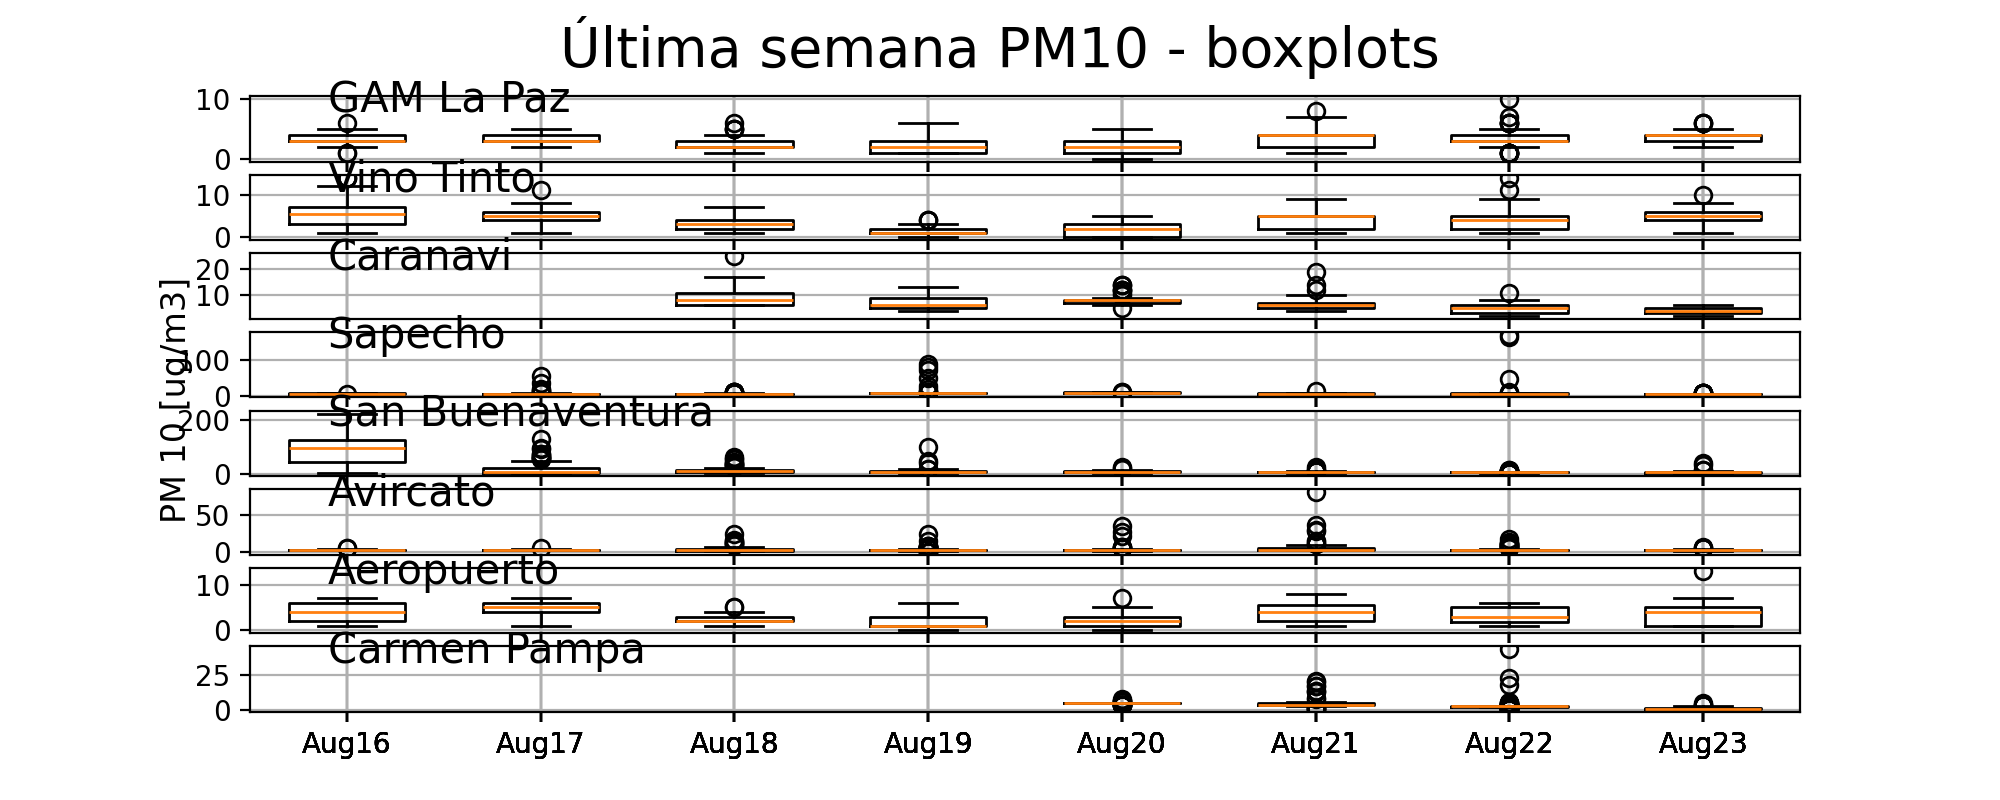 Última semana PM10 - boxplots
PM 10 [ug/m3]
GAM La Paz
10
0
Vino Tinto
10
0
Caranavi
20
10
Sapecho
100
0
San Buenaventura
200
0
Avircato
50
0
Aeropuerto
10
0
Carmen Pampa
25
0
Aug16 Aug17 Aug18 Aug19 Aug20 Aug21 Aug22 Aug23